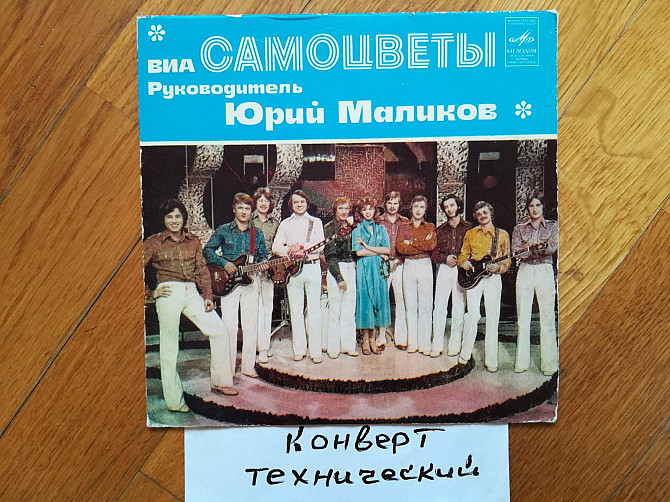 ВИА САМОЦВЕТЫ
Руководитель
Юрий Маликов
МЕЛОДИЯ
Конверт
технический